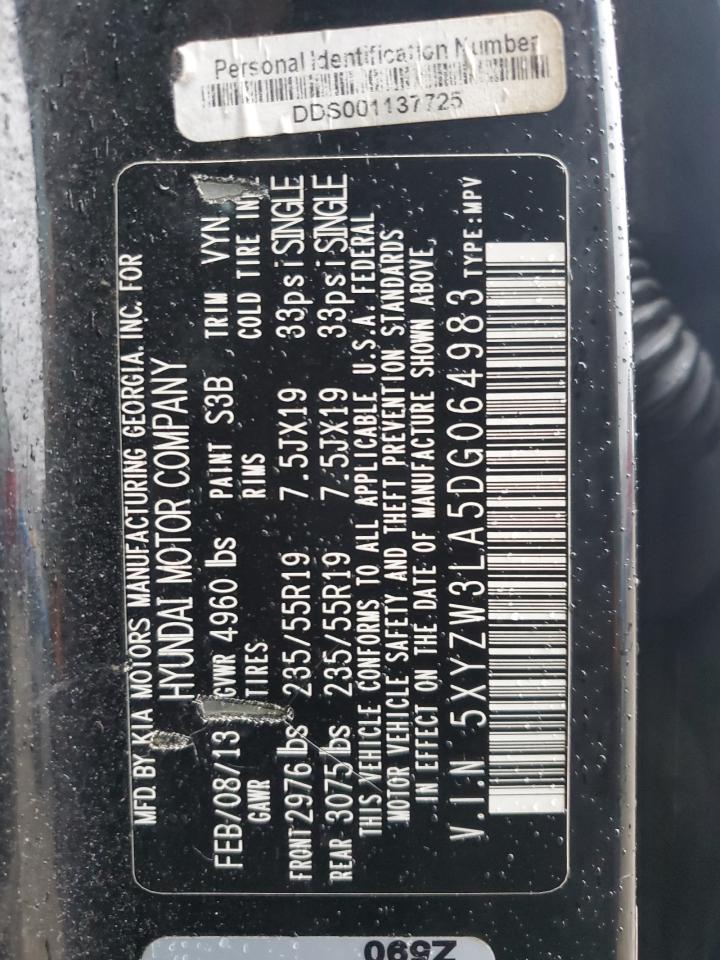 Personal Identification Number
DDS001137725
MFD. BY KIA MOTORS MANUFACTURING GEORGIA. INC. FOR
HYUNDAI MOTOR COMPANY
FEB/08/13 GVWR 4960 lbs PAINT S3B TRIM VYN
GAWR TIRES RIMS COLD TIRE
FRONT 2976 lbs 235/55R19 7.5JX19 33psi SINGLE
REAR 3075 lbs 235/55R19 7.5JX19 33psi SINGLE
THIS VEHICLE CONFORMS TO ALL APPLICABLE U.S.A. FEDERAL
MOTOR VEHICLE SAFETY AND THEFT PREVENTION STANDARDS
IN EFFECT ON THE DATE OF MANUFACTURE SHOWN ABOVE.
V.I.N 5XYZW3LA5DG064983 TYPE:MPV
Z590